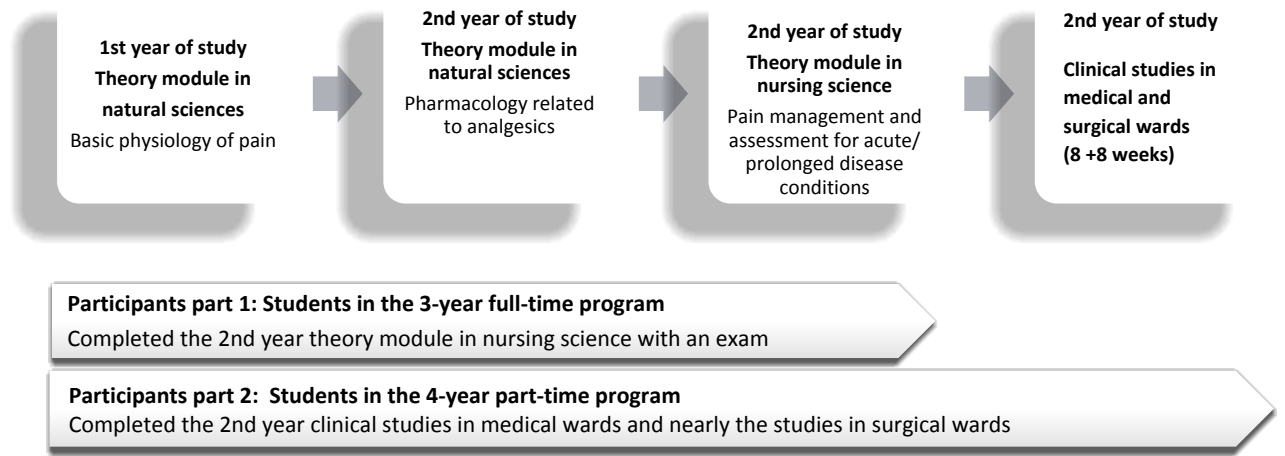 1st year of study
Theory module in
natural sciences
Basic physiology of pain
2nd year of study
Theory module in
natural sciences
Pharmacology related
to analgesics
2nd year of study
Theory module in
nursing science
Pain management and
assessment for acute/
prolonged disease
conditions
2nd year of study
Clinical studies in
medical and
surgical wards
(8 +8 weeks)
Participants part 1: Students in the 3-year full-time program
Completed the 2nd year theory module in nursing science with an exam
Participants part 2: Students in the 4-year part-time program
Completed the 2nd year clinical studies in medical wards and nearly the studies in surgical wards